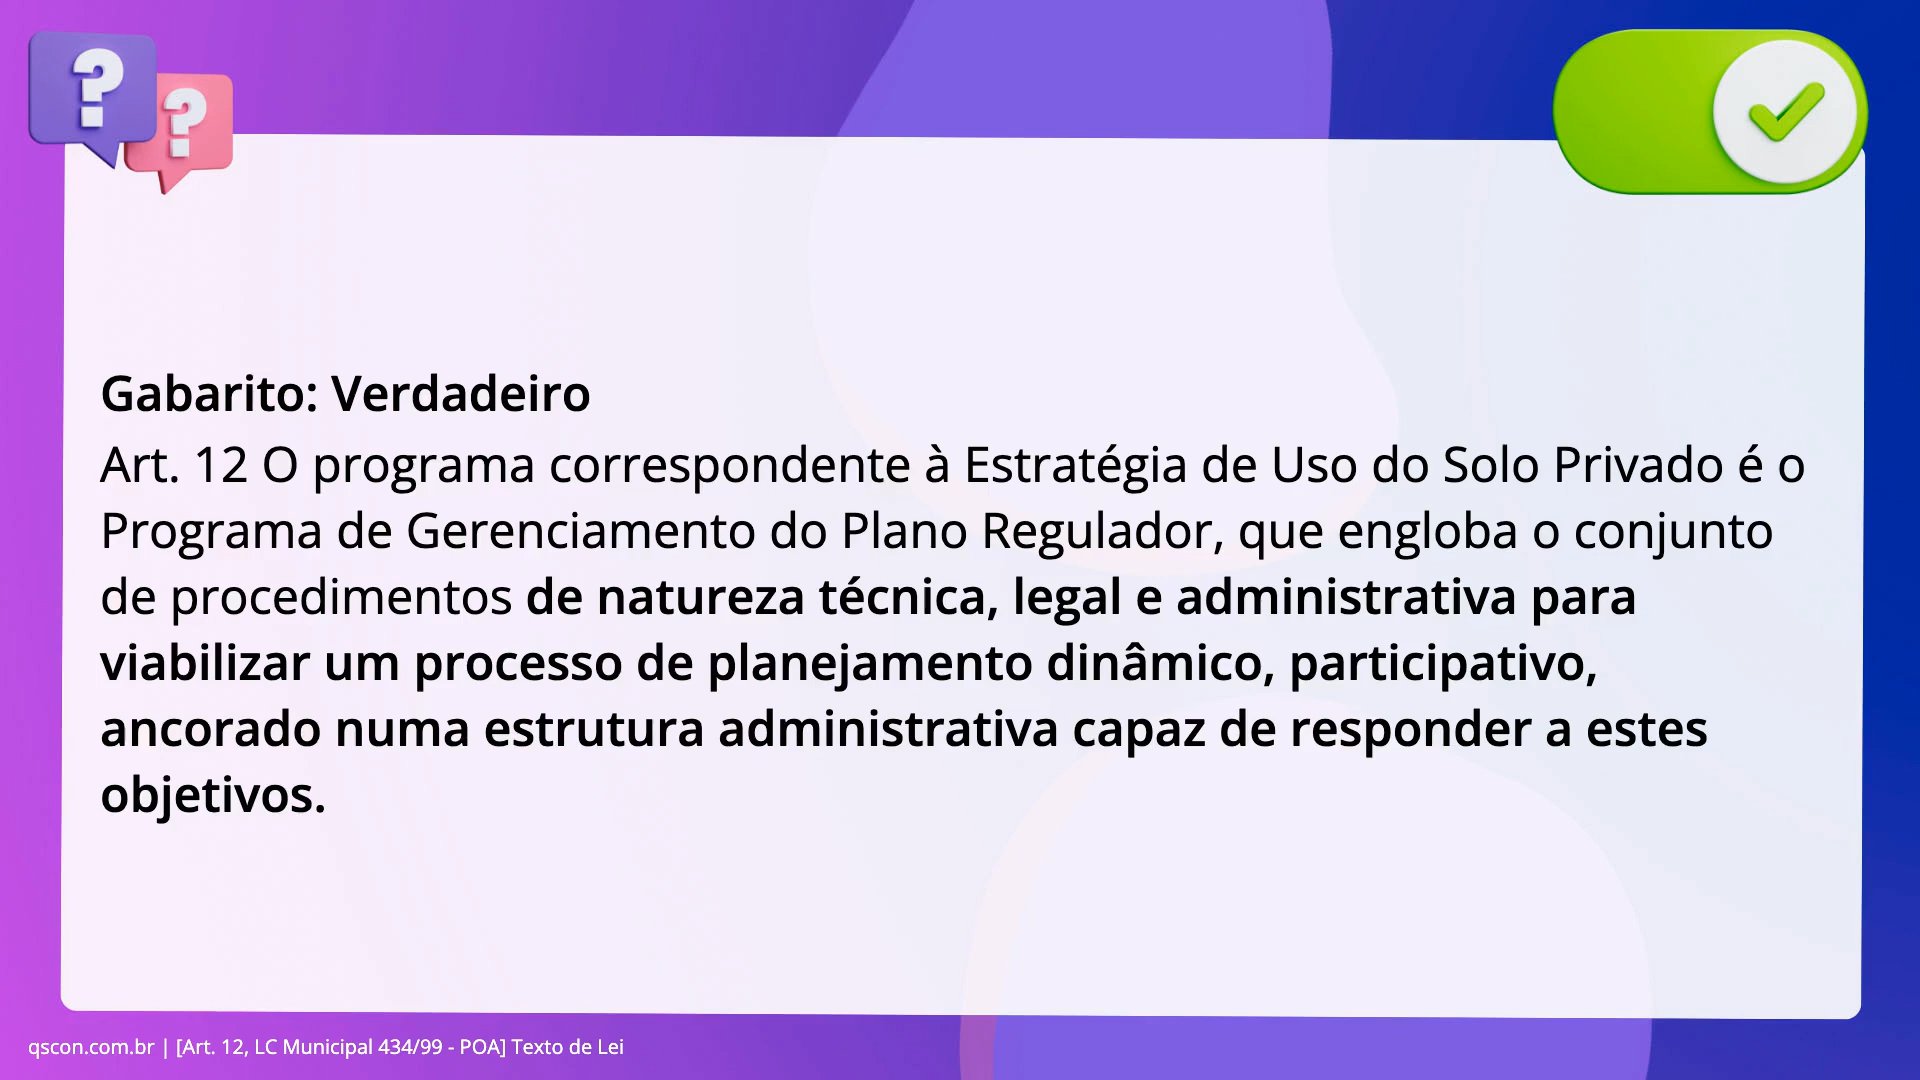 Gabarito: Verdadeiro
Art. 12 O programa correspondente à Estratégia de Uso do Solo Privado é o
Programa de Gerenciamento do Plano Regulador, que engloba o conjunto
de procedimentos de natureza técnica, legal e administrativa para
viabilizar um processo de planejamento dinâmico, participativo,
ancorado numa estrutura administrativa capaz de responder a estes
objetivos.
qscon.com.br | [Art. 12, LC Municipal 434/99 - POA] Texto de Lei